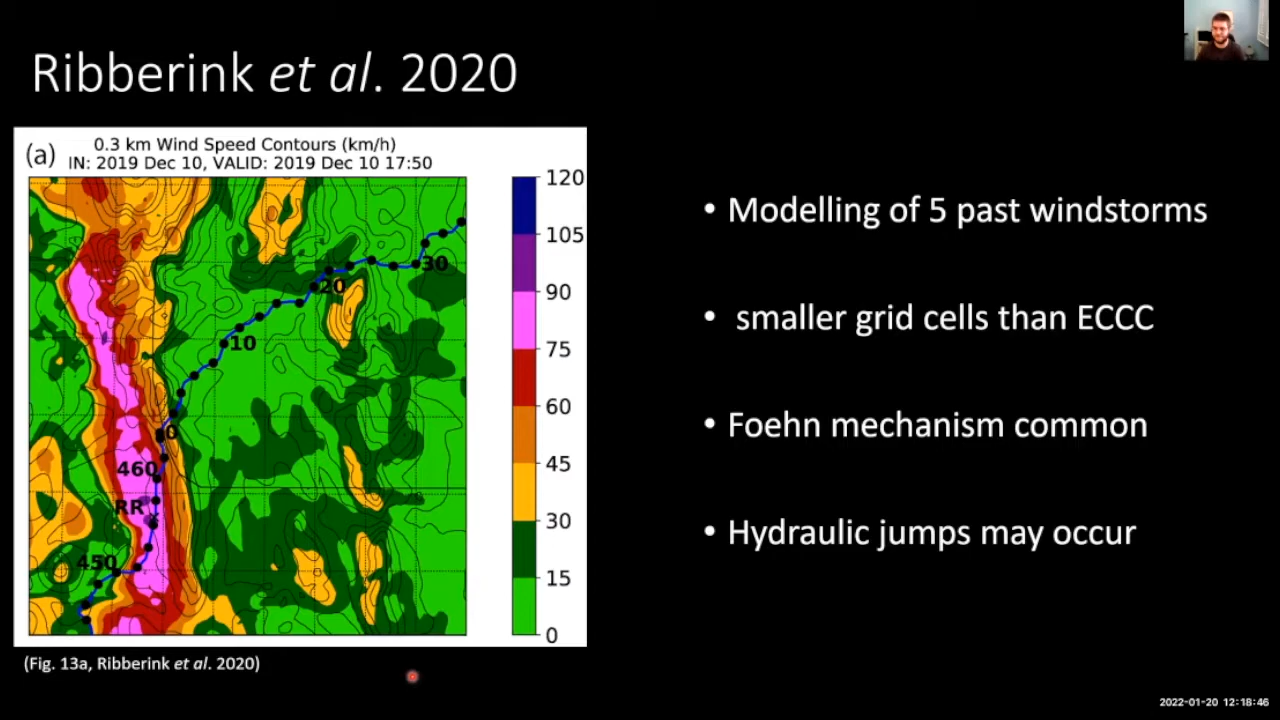 Ribberink et al. 2020
(a)
0.3 km Wind Speed Contours (km/h)
IN: 2019 Dec 10, VALID: 2019 Dec 10 17:50
120
105
90
75
60
45
30
15
0
30
20
10
0
460
RR
450
(Fig. 13a, Ribberink et al. 2020)
• Modelling of 5 past windstorms
• smaller grid cells than ECCC
• Foehn mechanism common
• Hydraulic jumps may occur
2022-01-20 12:18:46